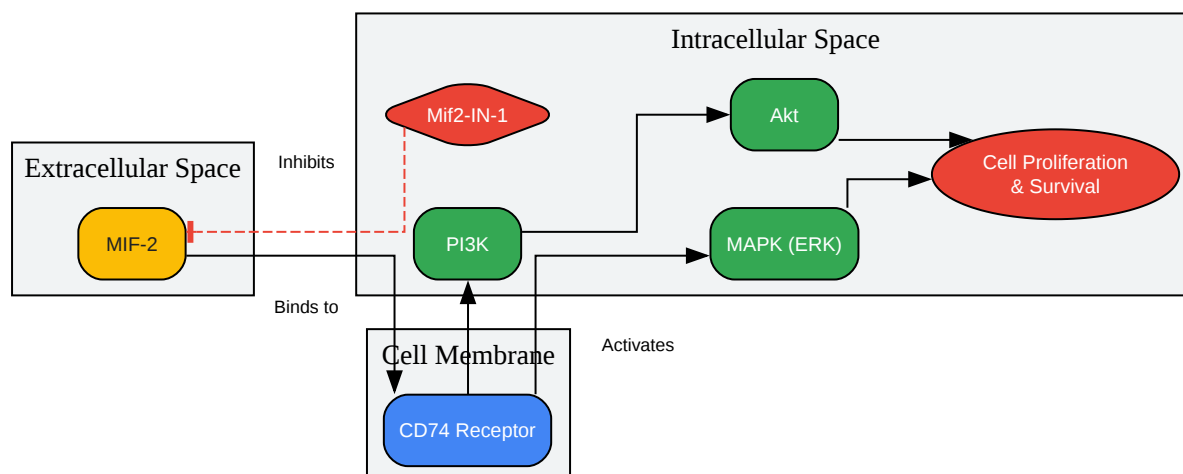 Intracellular Space
Mif2-IN-1
Akt
Inhibits
Extracellular Space
Cell Proliferation
& Survival
MIF-2
PI3K
MAPK (ERK)
Binds to
Activates
Cell Membrane
CD74 Receptor